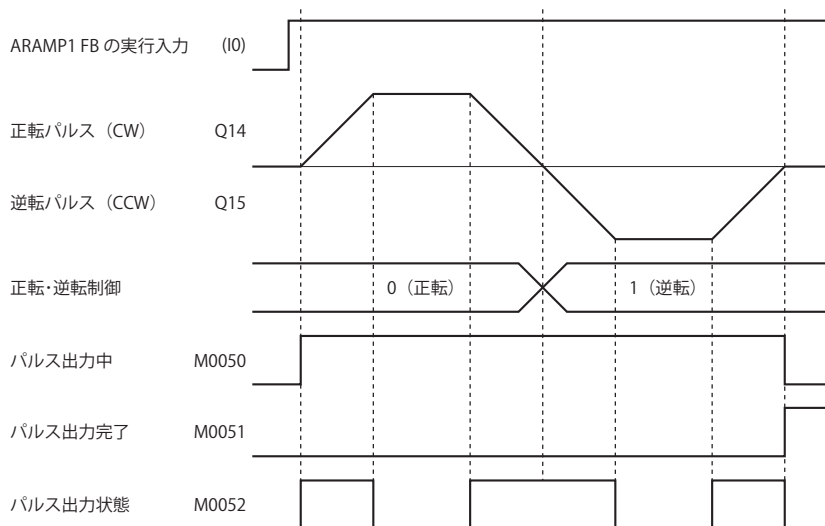 ARAMP1 FB の実行入力 (I0)
正転パルス（CW） Q14
逆転パルス（CCW） Q15
正転・逆転制御 0（正転） 1（逆転）
パルス出力中 M0050
パルス出力完了 M0051
パルス出力状態 M0052